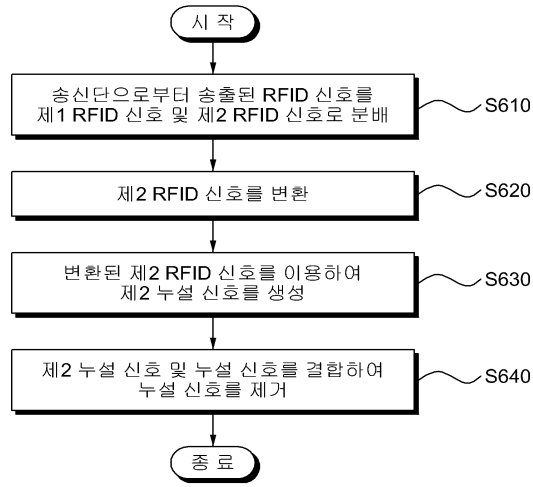 시 작
송신단으로부터 송출된 RFID 신호를
제1 RFID 신호 및 제2 RFID 신호로 분배
S610
제2 RFID 신호를 변환
S620
변환된 제2 RFID 신호를 이용하여
제2 누설 신호를 생성
S630
제2 누설 신호 및 누설 신호를 결합하여
누설 신호를 제거
S640
종 료